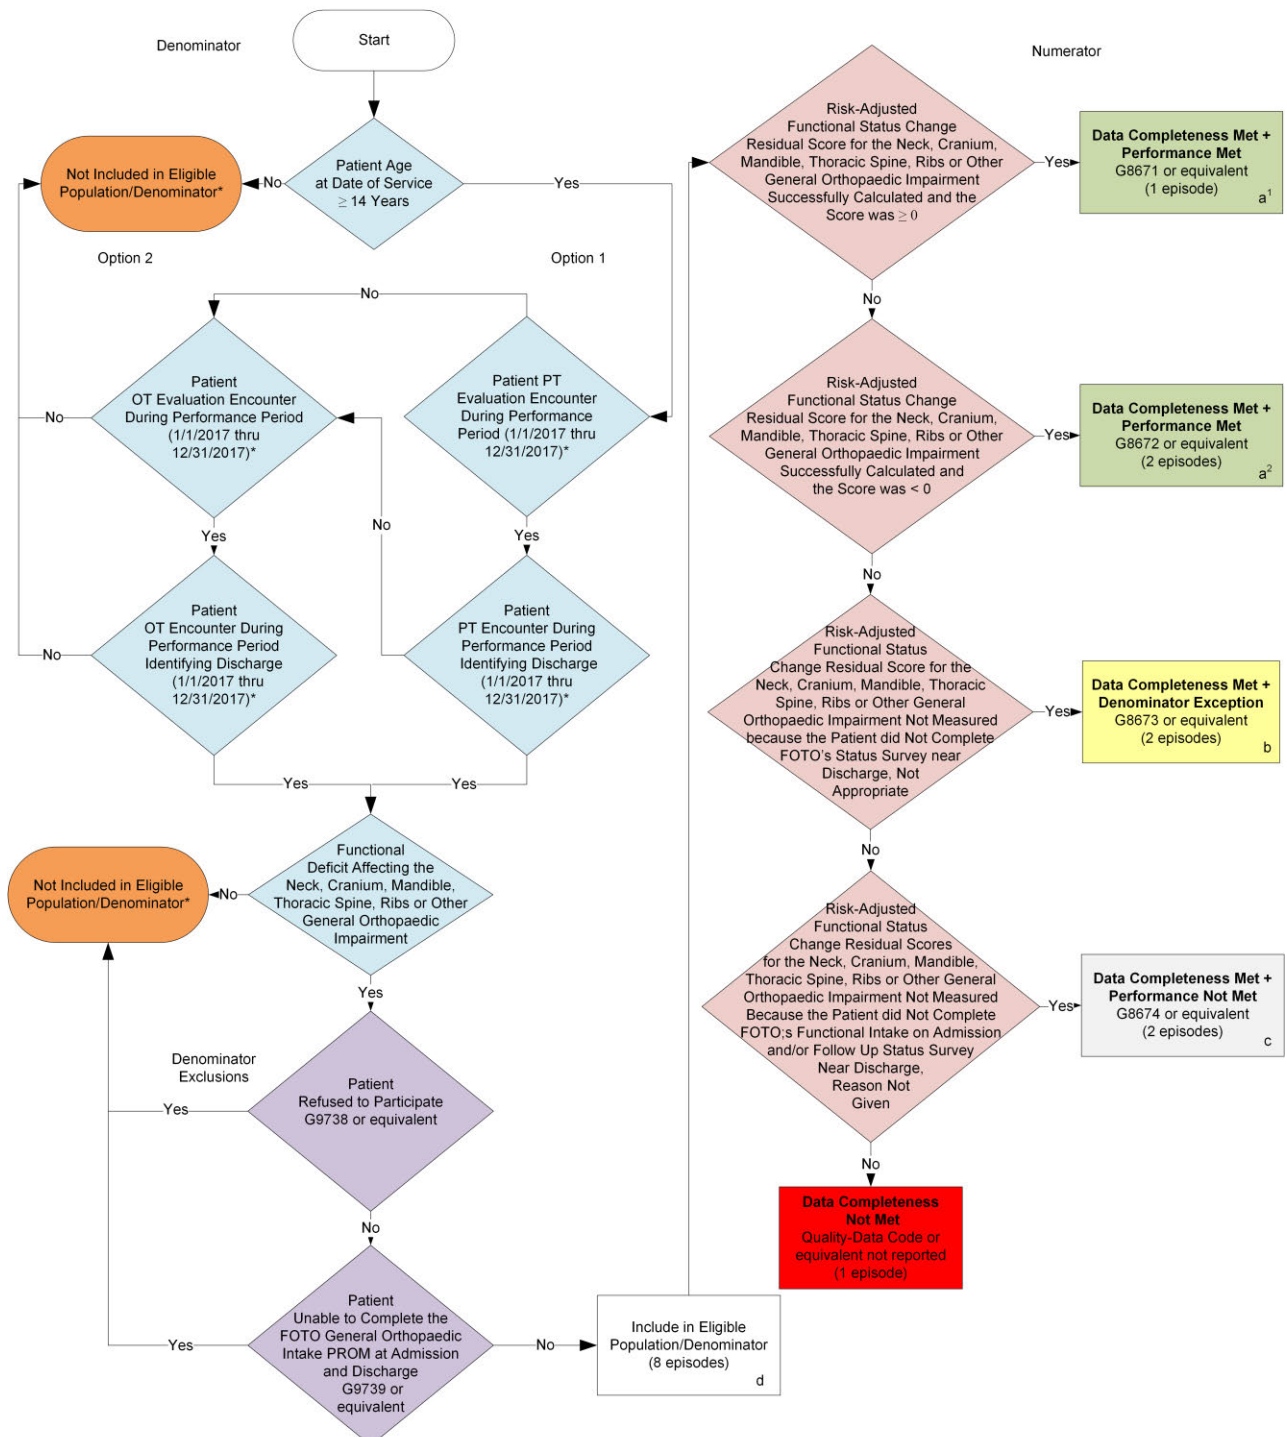 Denominator
Start
Patient Age
at Date of Service
≥ 14 Years
No
Yes
Not Included in Eligible
Population/Denominator*
Option 2
Option 1
No
Patient
OT Evaluation Encounter
During Performance Period
(1/1/2017 thru
12/31/2017)*
No
Yes
Patient PT
Evaluation Encounter
During Performance
Period (1/1/2017 thru
12/31/2017)*
No
Yes
Patient
OT Encounter During
Performance Period
Identifying Discharge
(1/1/2017 thru
12/31/2017)*
No
Yes
Patient
PT Encounter During
Performance Period
Identifying Discharge
(1/1/2017 thru
12/31/2017)*
Yes
Functional
Deficit Affecting the
Neck, Cranium, Mandible,
Thoracic Spine, Ribs or Other
General Orthopaedic
Impairment
No
Not Included in Eligible
Population/Denominator*
Yes
Denominator
Exclusions
Patient
Refused to Participate
G9738 or equivalent
Yes
No
Patient
Unable to Complete the
FOTO General Orthopaedic
Intake PROM at Admission
and Discharge
G9739 or
equivalent
Yes
No
Include in Eligible
Population/Denominator
(8 episodes)
d
Numerator
Risk-Adjusted
Functional Status Change
Residual Score for the Neck, Cranium,
Mandible, Thoracic Spine, Ribs or Other
General Orthopaedic Impairment
Successfully Calculated and the
Score was ≥ 0
Yes
Data Completeness Met +
Performance Met
G8671 or equivalent
(1 episode)
a1
No
Risk-Adjusted
Functional Status Change
Residual Score for the Neck, Cranium,
Mandible, Thoracic Spine, Ribs or Other
General Orthopaedic Impairment
Successfully Calculated and
the Score was < 0
Yes
Data Completeness Met +
Performance Met
G8672 or equivalent
(2 episodes)
a2
No
Risk-Adjusted
Functional Status
Change Residual Score for the
Neck, Cranium, Mandible, Thoracic
Spine, Ribs or Other General
Orthopaedic Impairment Not Measured
because the Patient did Not Complete
FOTO's Status Survey near
Discharge, Not
Appropriate
Yes
Data Completeness Met +
Denominator Exception
G8673 or equivalent
(2 episodes)
b
No
Risk-Adjusted
Functional Status
Change Residual Scores
for the Neck, Cranium, Mandible,
Thoracic Spine, Ribs or Other General
Orthopaedic Impairment Not Measured
Because the Patient did Not Complete
FOTO;s Functional Intake on Admission
and/or Follow Up Status Survey
Near Discharge,
Reason Not
Given
Yes
Data Completeness Met +
Performance Not Met
G8674 or equivalent
(2 episodes)
c
No
Data Completeness
Not Met
Quality-Data Code or
equivalent not reported
(1 episode)